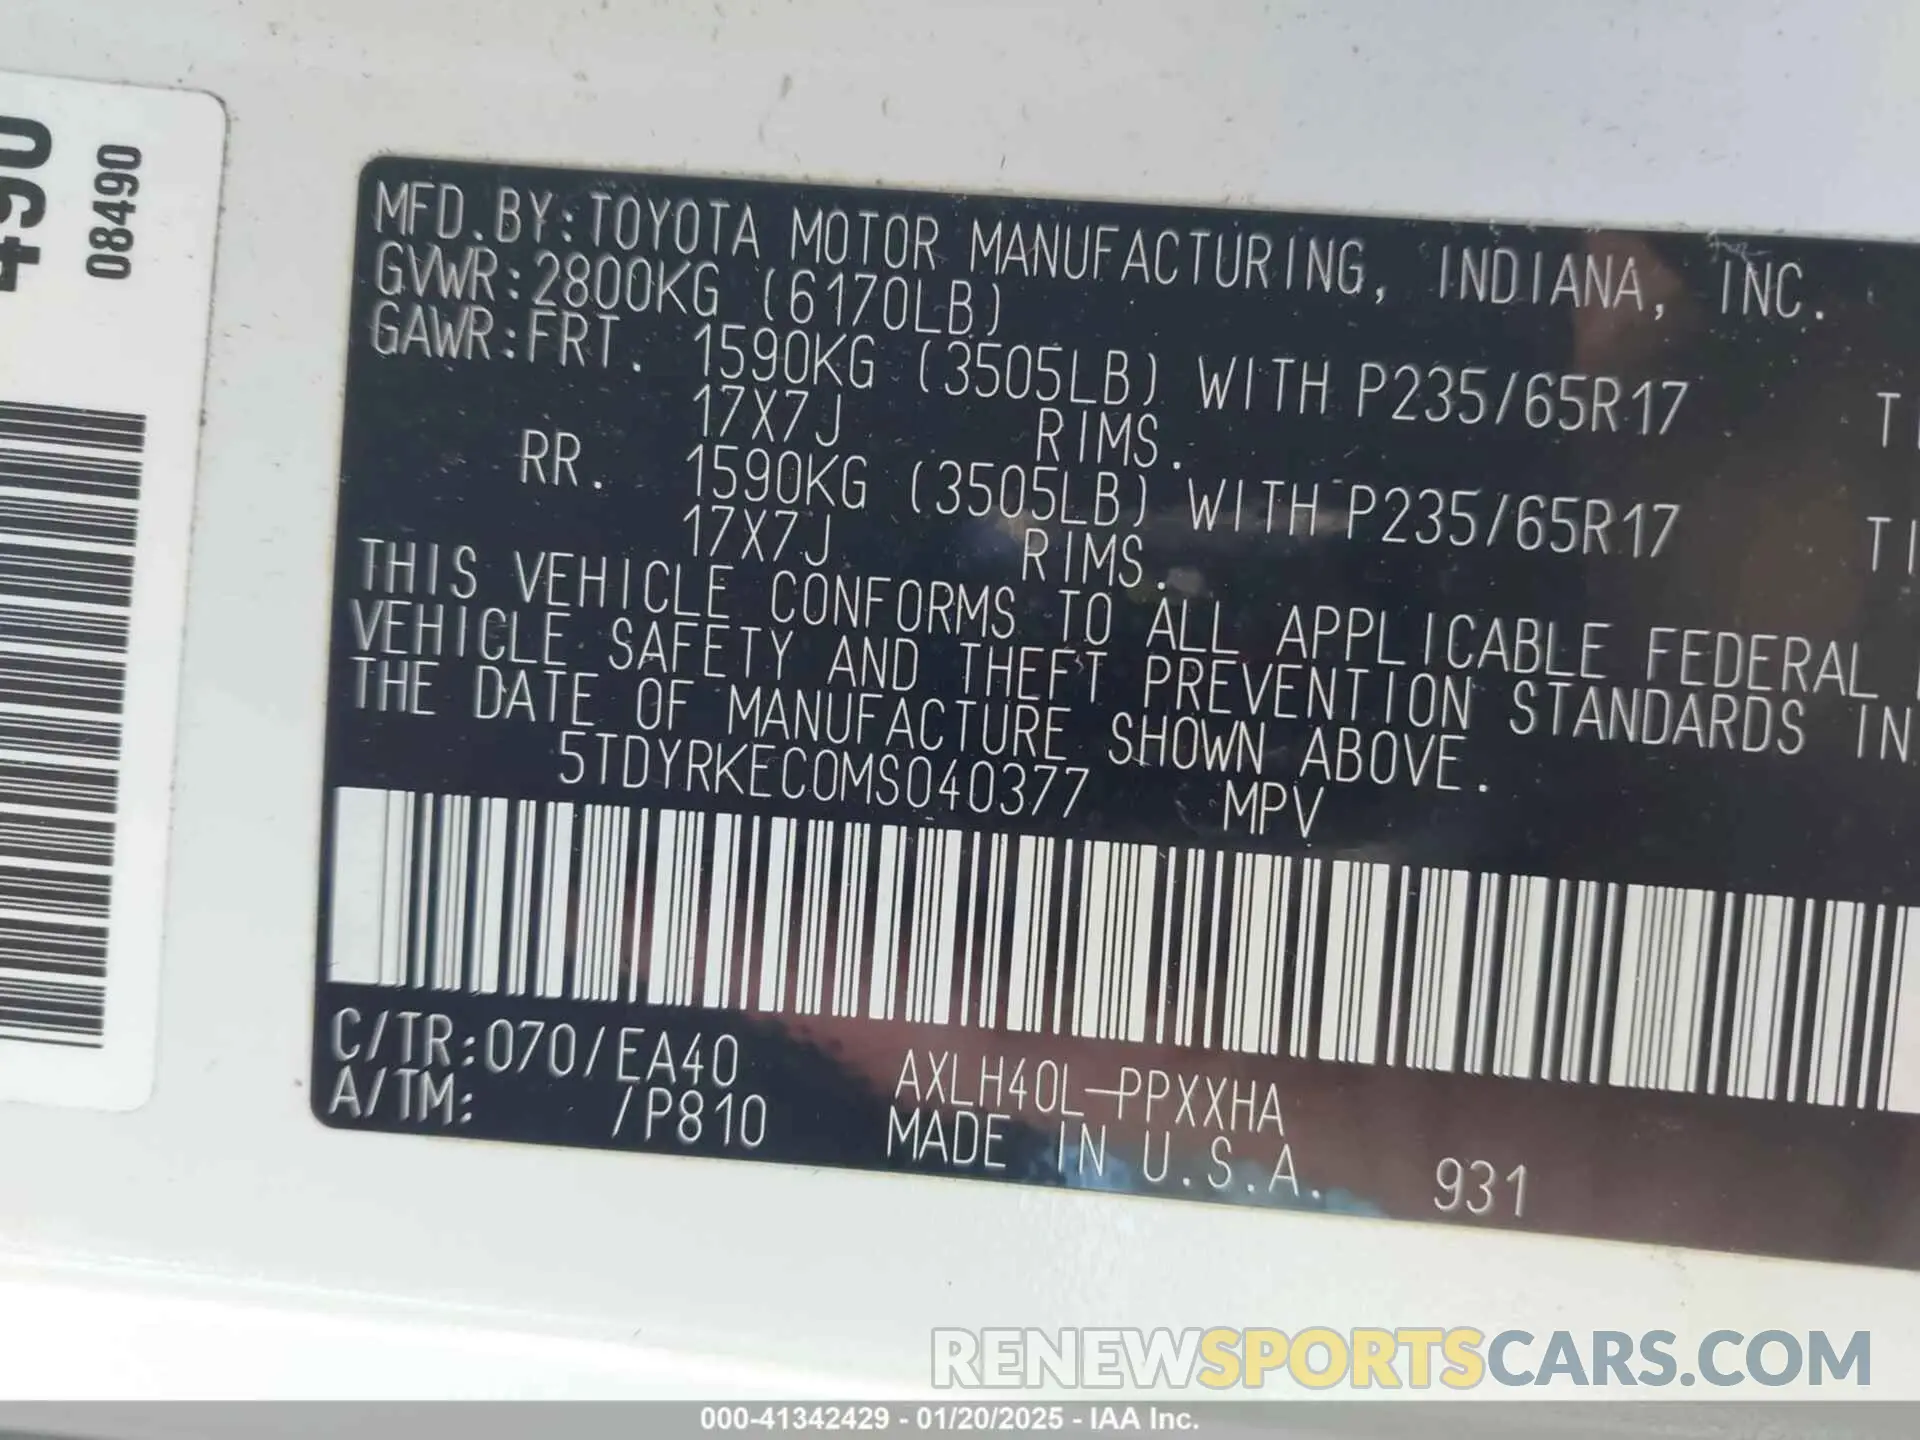 490
08490
MFD.BY:TOYOTA MOTOR MANUFACTURING, INDIANA, INC.
GVWR:2800KG (6170LB)
GAWR:FRT. 1590KG (3505LB) WITH P235/65R17
17X7J RIMS.
RR. 1590KG (3505LB) WITH P235/65R17
17X7J RIMS.
THIS VEHICLE CONFORMS TO ALL APPLICABLE FEDERAL
VEHICLE SAFETY AND THEFT PREVENTION STANDARDS IN
THE DATE OF MANUFACTURE SHOWN ABOVE.
5TDYRKEC0MS040377 MPV
C/TR:070/EA40 AXLH40L-PPXXHA
A/TM: /P810 MADE IN U.S.A. 931
RENEWSPORTSCARS.COM
000-41342429 - 01/20/2025 - IAA Inc.